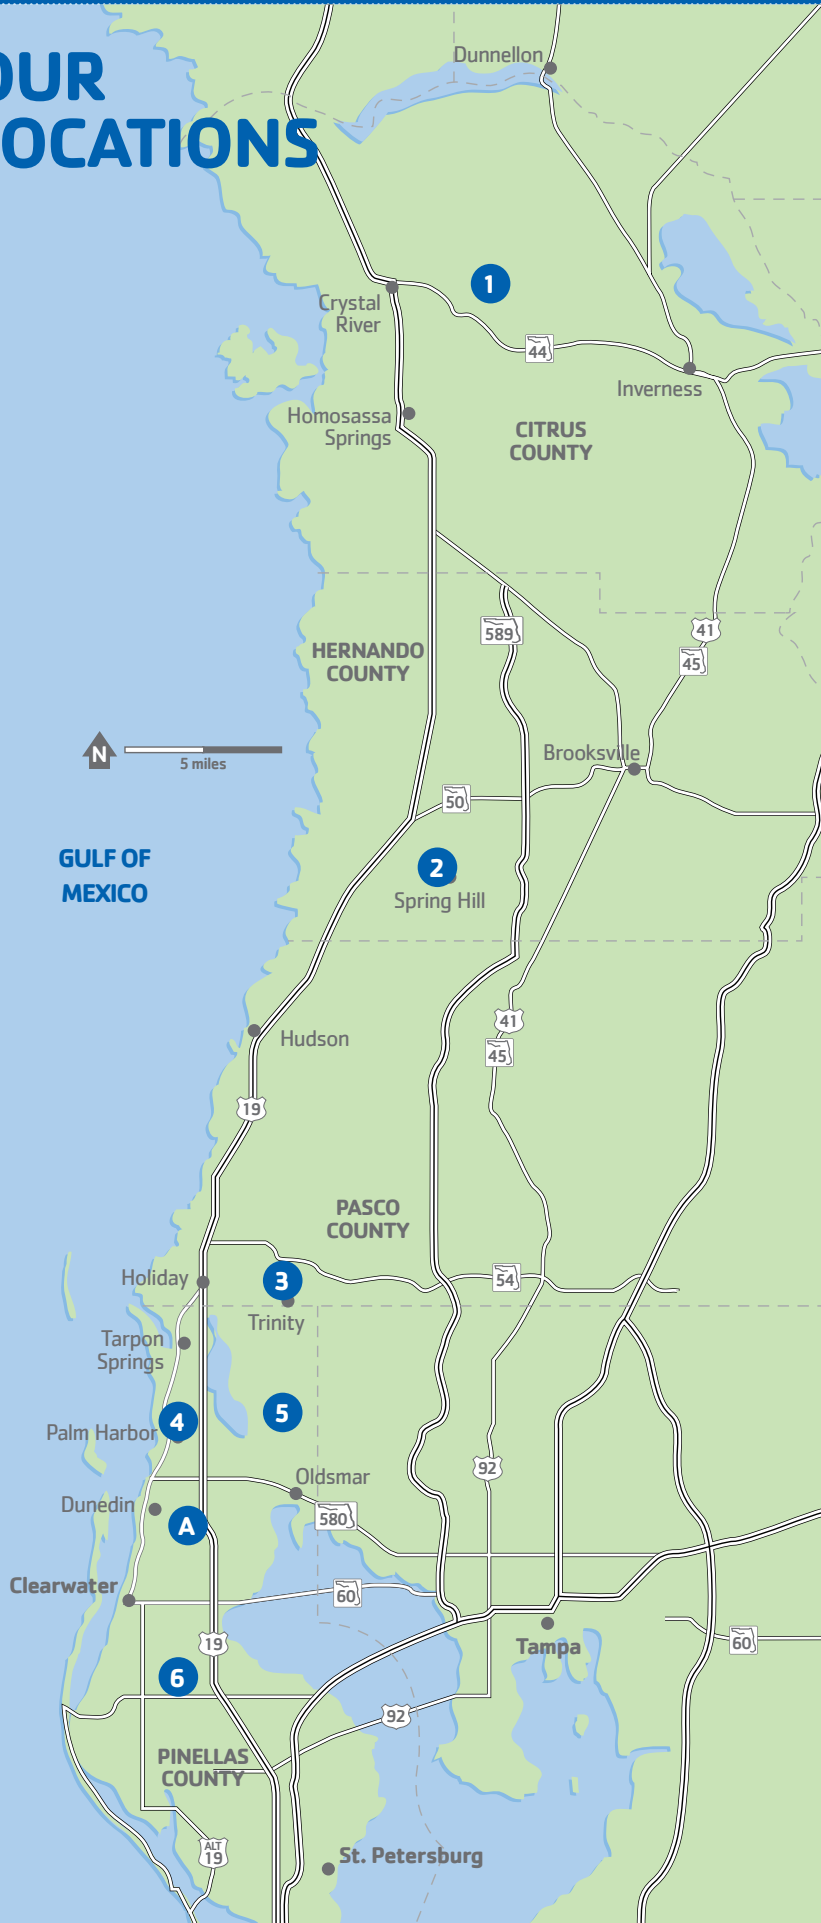 OUR
OCATIONS
Dunnellon
1
Crystal
River
44
Inverness
Homosassa
Springs
CITRUS
COUNTY
589
41
HERNANDO
COUNTY
45
N
5 miles
Brooksville
50
GULF OF
MEXICO
2
Spring Hill
41
Hudson
45
19
PASCO
COUNTY
Holiday
3
54
Trinity
Tarpon
Springs
5
4
Palm Harbor
92
Oldsmar
Dunedin
580
A
Clearwater
60
19
Tampa
60
6
92
PINELLAS
COUNTY
ALT
19
St. Petersburg